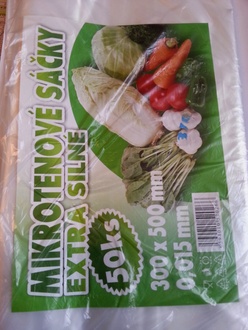 MIKROTENOVÉ SÁČKY
EXTRA SILNÉ
50ks
300 x 500 mm
0.015 mm